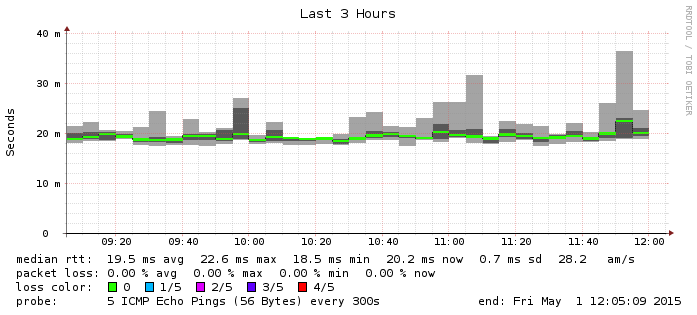 Last 3 Hours
RRDTOOL / TOBI OETIKER
Seconds
40 m
30 m
20 m
10 m
0
09:20 09:40 10:00 10:20 10:40 11:00 11:20 11:40 12:00
median rtt: 19.5 ms avg 22.6 ms max 18.5 ms min 20.2 ms now 0.7 ms sd 28.2 am/s
packet loss: 0.00 % avg 0.00 % max 0.00 % min 0.00 % now
loss color: 0 1/5 2/5 3/5 4/5
probe: 5 ICMP Echo Pings (56 Bytes) every 300s end: Fri May 1 12:05:09 2015